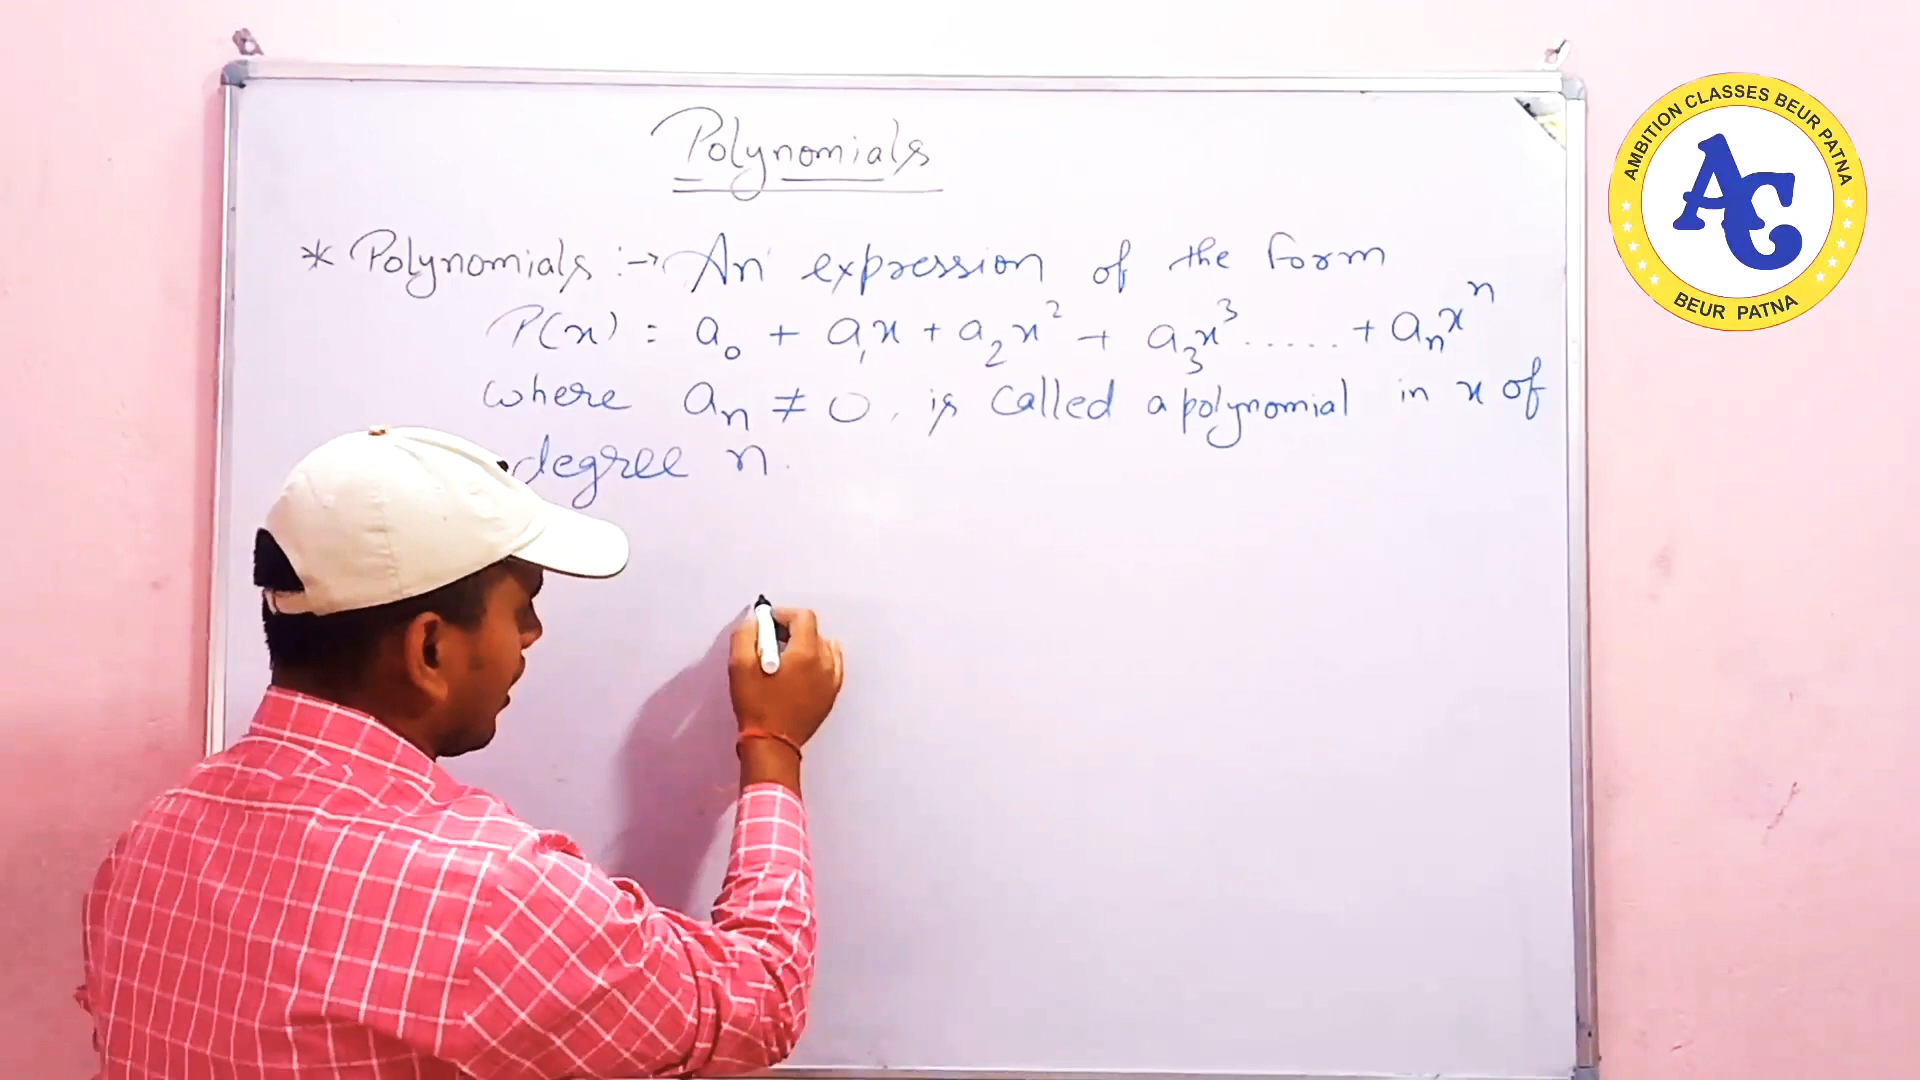 Polynomials
* Polynomials :→ An expression of the form
P(x) = a₀ + a₁x + a₂x² + a₃x³ ..... + aₙxⁿ
where aₙ ≠ 0, is called a polynomial in x of
degree n.
AMBITION CLASSES BEUR PATNA
AC
BEUR PATNA